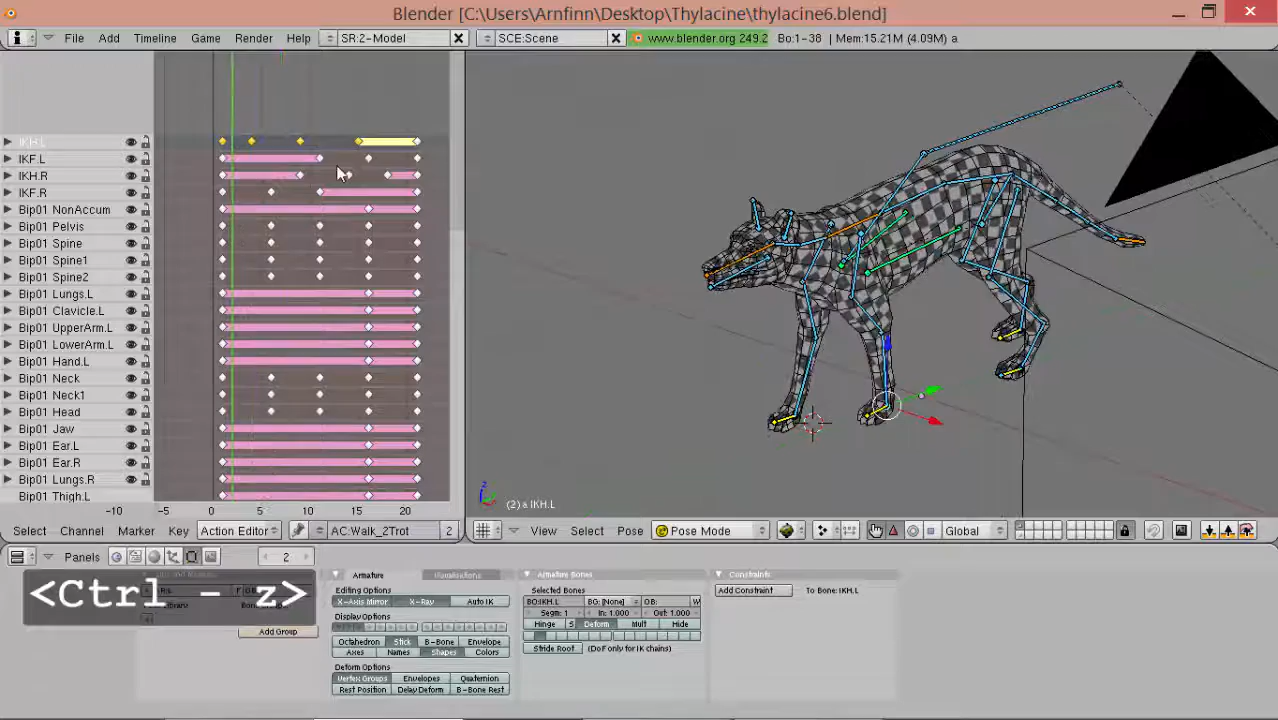 Blender [C:\Users\Arnfinn\Desktop\Thylacine\thylacine6.blend]
File Add Timeline Game Render Help SR:2-Model SCE:Scene www.blender.org 249.2 Bo:1-36 | Mem:15.21M (4.09M) a
IKH.L
IKF.L
IKH.R
IKF.R
Bip01 NonAccum
Bip01 Pelvis
Bip01 Spine
Bip01 Spine1
Bip01 Spine2
Bip01 Lungs.L
Bip01 Clavicle.L
Bip01 UpperArm.L
Bip01 LowerArm.L
Bip01 Hand.L
Bip01 Neck
Bip01 Neck1
Bip01 Head
Bip01 Jaw
Bip01 Ear.L
Bip01 Ear.R
Bip01 Lungs.R
Bip01 Thigh.L
-10 -5 0 5 10 15 20
z
(2) a IKH.L
Select Channel Marker Key Action Editor AC:Walk_2Trot 2
View Select Pose Pose Mode Global
Panels 2
<Ctrl - z>
Add Group
Armature
Editing Options
X-Axis Mirror X-Ray Auto IK
Display Options
Octahedron Stick B-Bone Envelope
Axes Names Shapes Colors
Deform Options
Vertex Groups Envelopes Quaternion
Rest Position Delay Deform B-Bone Rest
Armature Bones
Selected Bones
BO:IKH.L BG: [None] OB: W
Segm: 1 In: 1.000 Out: 1.000
Hinge S Deform Mult Hide
Stride Root (DoF only for IK chains)
Constraints
Add Constraint To Bone: IKH.L